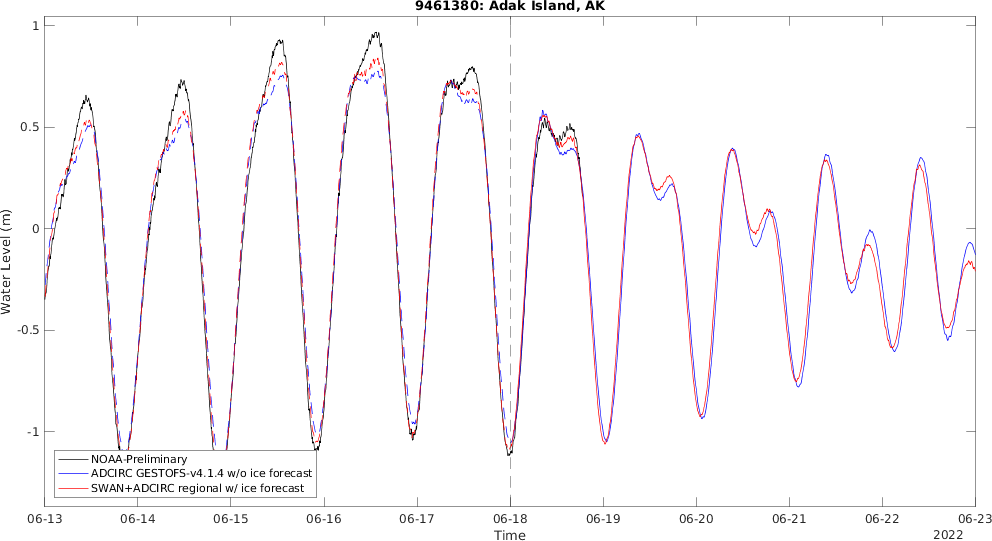 9461380: Adak Island, AK
1
0.5
0
-0.5
-1
Water Level (m)
NOAA-Preliminary
ADCIRC GESTOFS-v4.1.4 w/o ice forecast
SWAN+ADCIRC regional w/ ice forecast
06-13 06-14 06-15 06-16 06-17 06-18 06-19 06-20 06-21 06-22 06-23
Time
2022